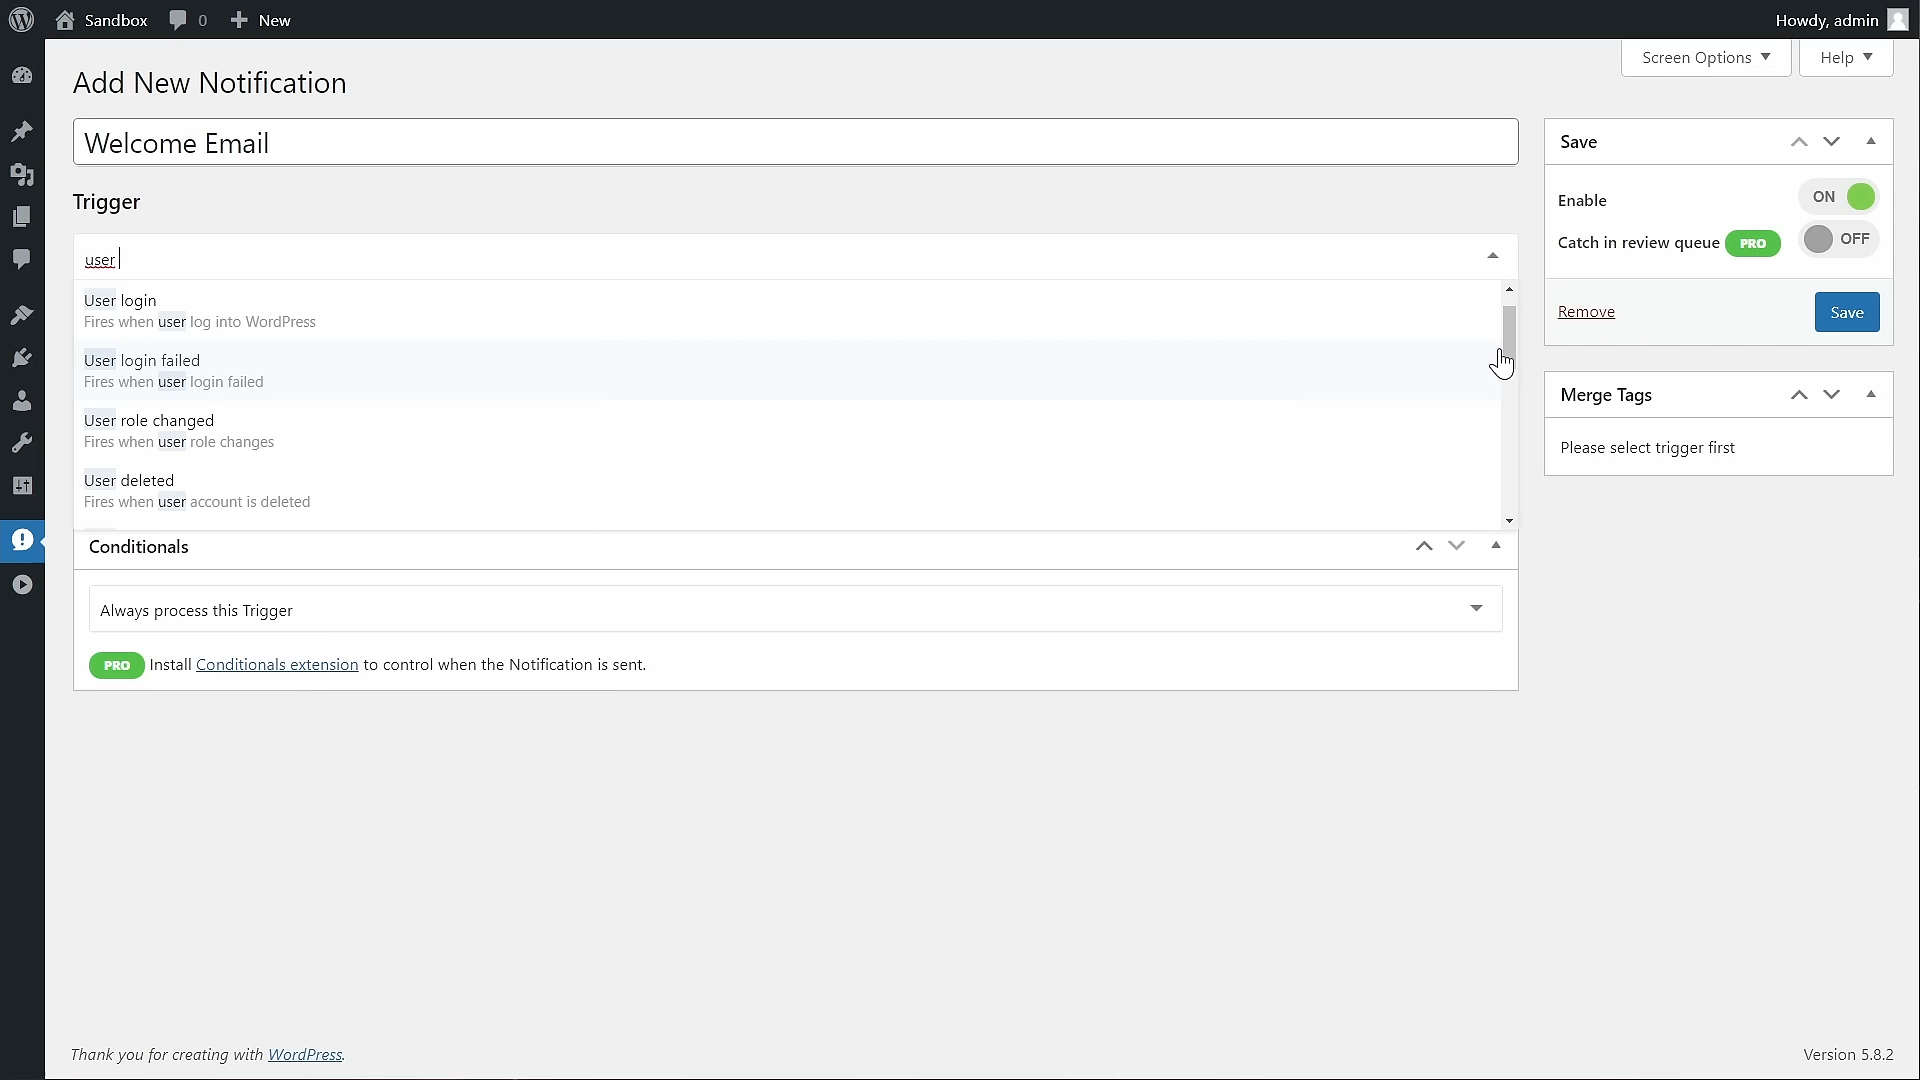 Sandbox 0 New Howdy, admin
Screen Options Help
Add New Notification
Welcome Email
Save
Enable ON
Catch in review queue PRO OFF
Remove Save
Trigger
user
User login
Fires when user log into WordPress
User login failed
Fires when user login failed
User role changed
Fires when user role changes
User deleted
Fires when user account is deleted
Merge Tags
Please select trigger first
Conditionals
Always process this Trigger
PRO Install Conditionals extension to control when the Notification is sent.
Thank you for creating with WordPress.
Version 5.8.2